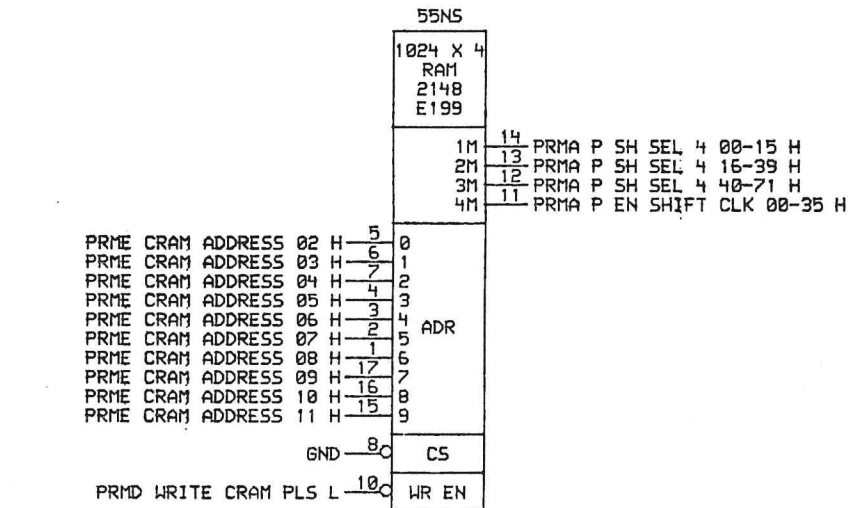 55NS
1024 X 4
RAM
2148
E199
1M 14 PRMA P SH SEL 4 00-15 H
2M 13 PRMA P SH SEL 4 16-39 H
3M 12 PRMA P SH SEL 4 40-71 H
4M 11 PRMA P EN SHIFT CLK 00-35 H
PRME CRAM ADDRESS 02 H 5 0
PRME CRAM ADDRESS 03 H 6 1
PRME CRAM ADDRESS 04 H 7 2
PRME CRAM ADDRESS 05 H 4 3
PRME CRAM ADDRESS 06 H 3 4
PRME CRAM ADDRESS 07 H 2 5
PRME CRAM ADDRESS 08 H 1 6
PRME CRAM ADDRESS 09 H 17 7
PRME CRAM ADDRESS 10 H 16 8
PRME CRAM ADDRESS 11 H 15 9
ADR
GND 8 CS
PRMD WRITE CRAM PLS L 10 WR EN